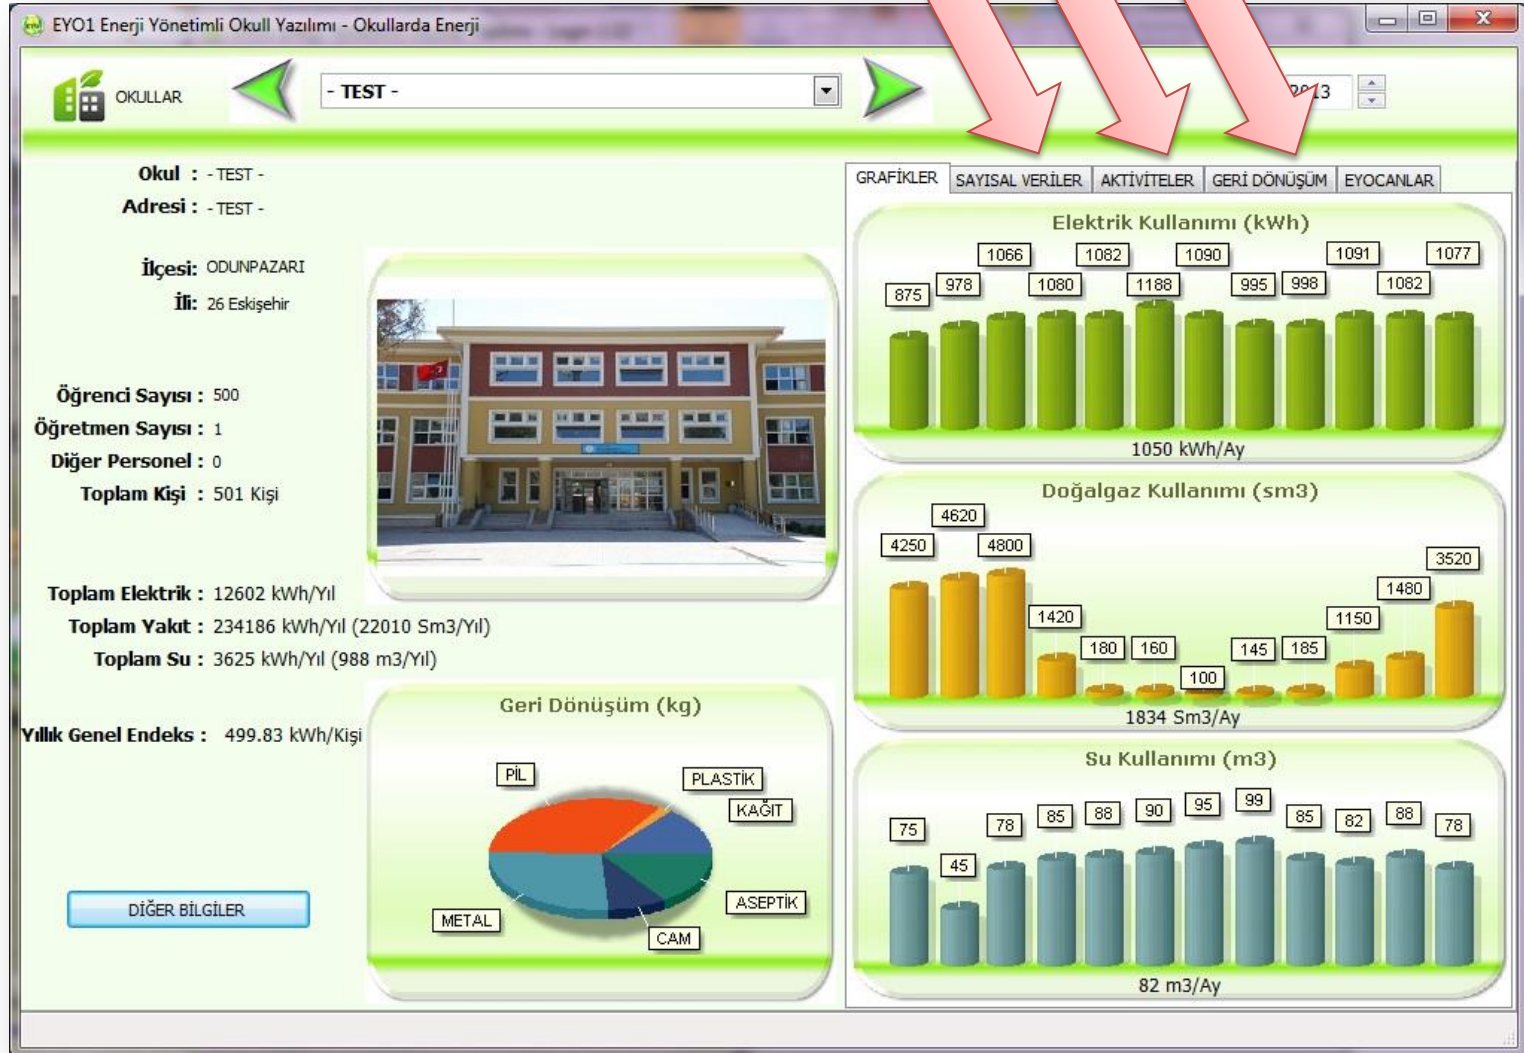 EYO1 Enerji Yönetimli Okull Yazılımı - Okullarda Enerji
OKULLAR
- TEST -
Okul : - TEST -
Adresi : - TEST -
İlçesi: ODUNPAZARI
İli: 26 Eskişehir
Öğrenci Sayısı : 500
Öğretmen Sayısı : 1
Diğer Personel : 0
Toplam Kişi : 501 Kişi
Toplam Elektrik : 12602 kWh/Yıl
Toplam Yakıt : 234186 kWh/Yıl (22010 Sm3/Yıl)
Toplam Su : 3625 kWh/Yıl (988 m3/Yıl)
Yıllık Genel Endeks : 499.83 kWh/Kişi
DİĞER BİLGİLER
Geri Dönüşüm (kg)
PİL
PLASTİK
KAĞIT
ASEPTİK
CAM
METAL
GRAFİKLER SAYISAL VERİLER AKTİVİTELER GERİ DÖNÜŞÜM EYOCANLAR
Elektrik Kullanımı (kWh)
875 978 1066 1080 1082 1188 1090 995 998 1091 1082 1077
1050 kWh/Ay
Doğalgaz Kullanımı (sm3)
4250 4620 4800 1420 180 160 100 145 185 1150 1480 3520
1834 Sm3/Ay
Su Kullanımı (m3)
75 45 78 85 88 90 95 99 85 82 88 78
82 m3/Ay